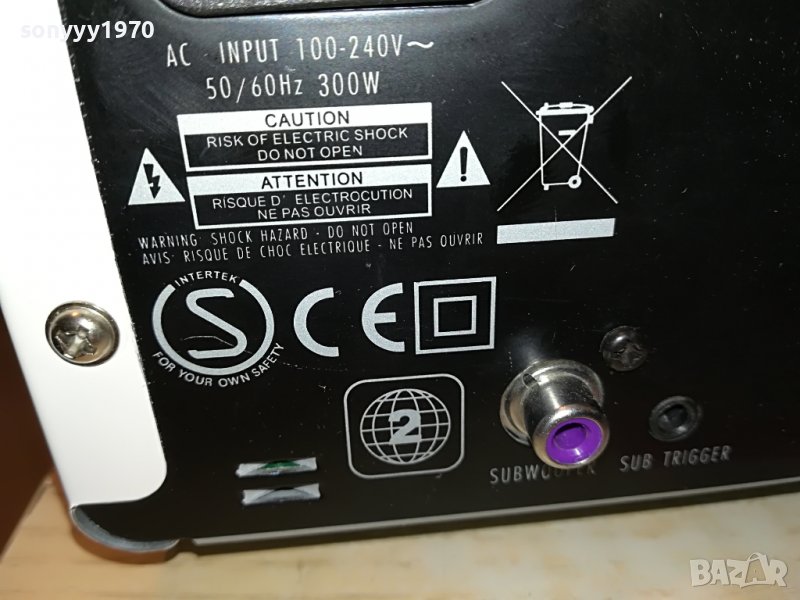 sonyyy1970
AC INPUT 100-240V~
50/60Hz 300W
CAUTION
RISK OF ELECTRIC SHOCK
DO NOT OPEN
ATTENTION
RISQUE D' ELECTROCUTION
NE PAS OUVRIR
WARNING: SHOCK HAZARD - DO NOT OPEN
AVIS: RISQUE DE CHOC ELECTRIQUE - NE PAS OUVRIR
INTERTEK
S
FOR YOUR OWN SAFETY
CE
2
SUBWOOFER
SUB TRIGGER
BAZAR